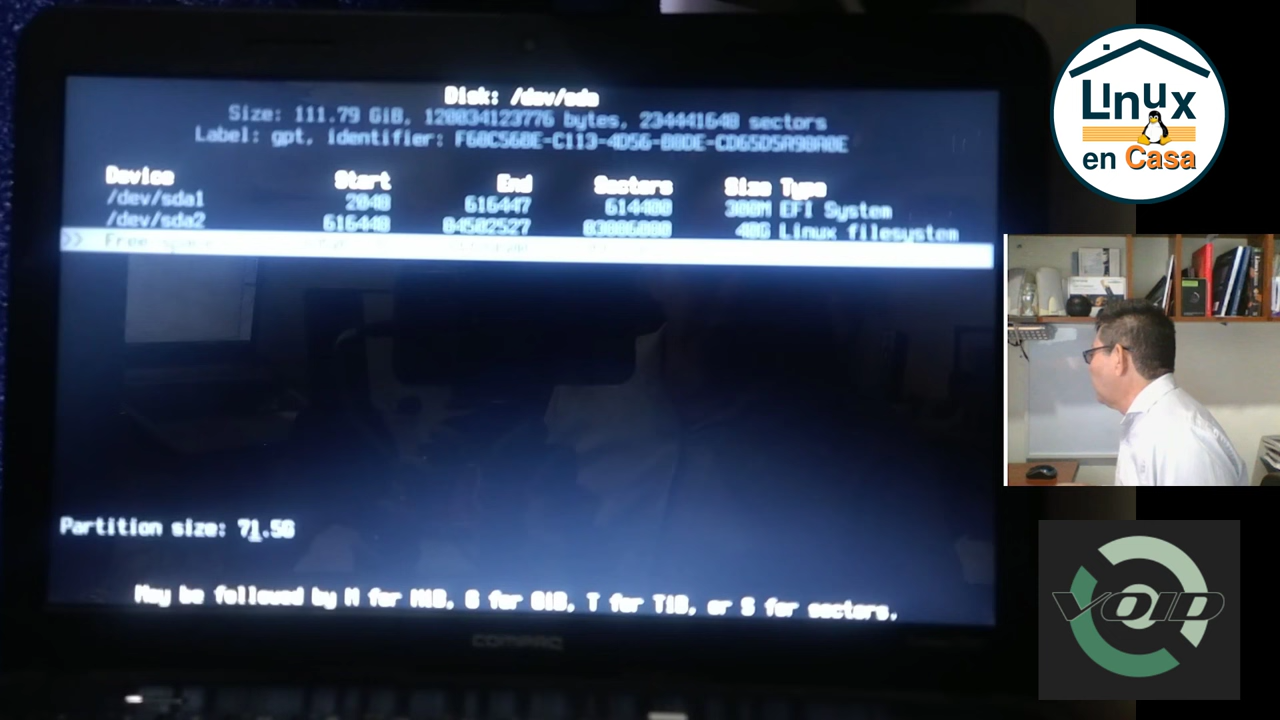 Disk: /dev/sda
Size: 111.79 GiB, 120034123776 bytes, 234441648 sectors
Label: gpt, identifier: F60C560E-C113-4D56-B8DE-CD65D5A98A0E
Device Start End Sectors Size Type
/dev/sda1 2048 616447 614400 300M EFI System
/dev/sda2 616448 84502527 83886080 40G Linux filesystem
>> Free
Partition size: 71.5G
May be followed by M for MiB, G for GiB, T for TiB, or S for sectors.
COMPAQ
Linux
en Casa
VOID